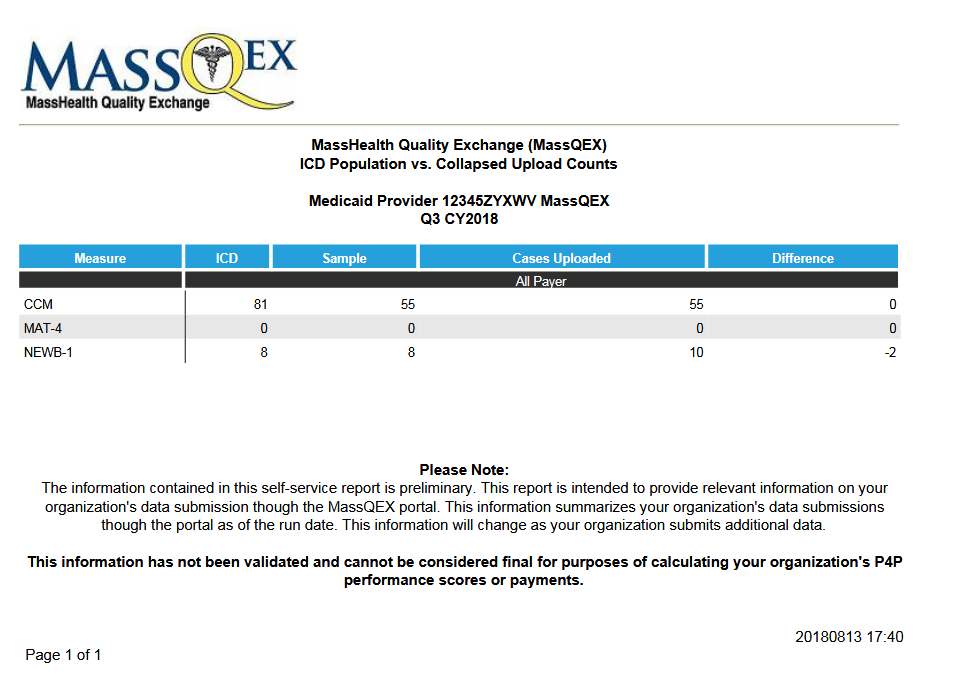 MASSQEX
MassHealth Quality Exchange
MassHealth Quality Exchange (MassQEX)
ICD Population vs. Collapsed Upload Counts
Medicaid Provider 12345ZYXWV MassQEX
Q3 CY2018
Measure ICD Sample Cases Uploaded Difference
All Payer
CCM 81 55 55 0
MAT-4 0 0 0 0
NEWB-1 8 8 10 -2
Please Note:
The information contained in this self-service report is preliminary. This report is intended to provide relevant information on your
organization's data submission though the MassQEX portal. This information summarizes your organization's data submissions
though the portal as of the run date. This information will change as your organization submits additional data.
This information has not been validated and cannot be considered final for purposes of calculating your organization's P4P
performance scores or payments.
20180813 17:40
Page 1 of 1